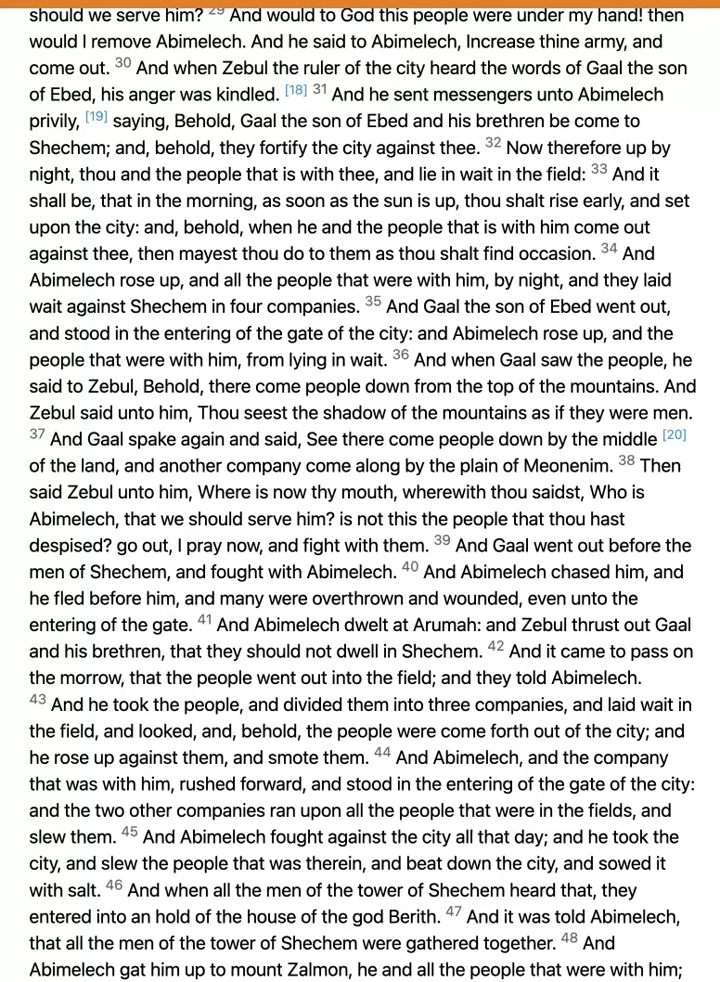 should we serve him? 29 And would to God this people were under my hand! then
would I remove Abimelech. And he said to Abimelech, Increase thine army, and
come out. 30 And when Zebul the ruler of the city heard the words of Gaal the son
of Ebed, his anger was kindled. [18] 31 And he sent messengers unto Abimelech
privily, [19] saying, Behold, Gaal the son of Ebed and his brethren be come to
Shechem; and, behold, they fortify the city against thee. 32 Now therefore up by
night, thou and the people that is with thee, and lie in wait in the field: 33 And it
shall be, that in the morning, as soon as the sun is up, thou shalt rise early, and set
upon the city: and, behold, when he and the people that is with him come out
against thee, then mayest thou do to them as thou shalt find occasion. 34 And
Abimelech rose up, and all the people that were with him, by night, and they laid
wait against Shechem in four companies. 35 And Gaal the son of Ebed went out,
and stood in the entering of the gate of the city: and Abimelech rose up, and the
people that were with him, from lying in wait. 36 And when Gaal saw the people, he
said to Zebul, Behold, there come people down from the top of the mountains. And
Zebul said unto him, Thou seest the shadow of the mountains as if they were men.
37 And Gaal spake again and said, See there come people down by the middle [20]
of the land, and another company come along by the plain of Meonenim. 38 Then
said Zebul unto him, Where is now thy mouth, wherewith thou saidst, Who is
Abimelech, that we should serve him? is not this the people that thou hast
despised? go out, I pray now, and fight with them. 39 And Gaal went out before the
men of Shechem, and fought with Abimelech. 40 And Abimelech chased him, and
he fled before him, and many were overthrown and wounded, even unto the
entering of the gate. 41 And Abimelech dwelt at Arumah: and Zebul thrust out Gaal
and his brethren, that they should not dwell in Shechem. 42 And it came to pass on
the morrow, that the people went out into the field; and they told Abimelech.
43 And he took the people, and divided them into three companies, and laid wait in
the field, and looked, and, behold, the people were come forth out of the city; and
he rose up against them, and smote them. 44 And Abimelech, and the company
that was with him, rushed forward, and stood in the entering of the gate of the city:
and the two other companies ran upon all the people that were in the fields, and
slew them. 45 And Abimelech fought against the city all that day; and he took the
city, and slew the people that was therein, and beat down the city, and sowed it
with salt. 46 And when all the men of the tower of Shechem heard that, they
entered into an hold of the house of the god Berith. 47 And it was told Abimelech,
that all the men of the tower of Shechem were gathered together. 48 And
Abimelech gat him up to mount Zalmon, he and all the people that were with him;